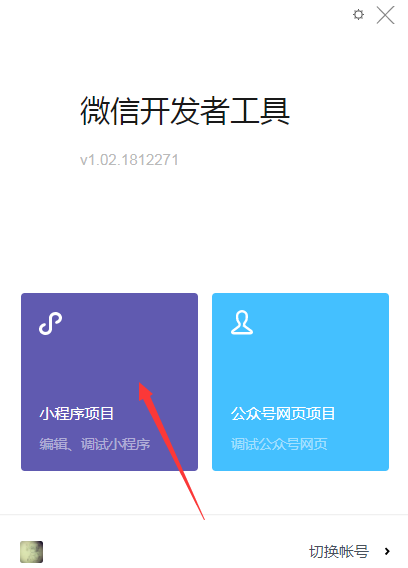 微信开发者工具
v1.02.1812271
小程序项目
编辑、调试小程序
公众号网页项目
调试公众号网页
切换帐号